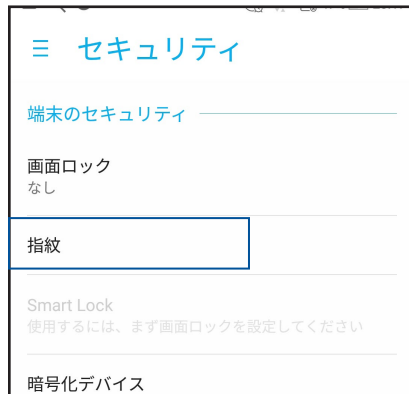 セキュリティ
端末のセキュリティ
画面ロック
なし
指紋
Smart Lock
使用するには、まず画面ロックを設定してください
暗号化デバイス